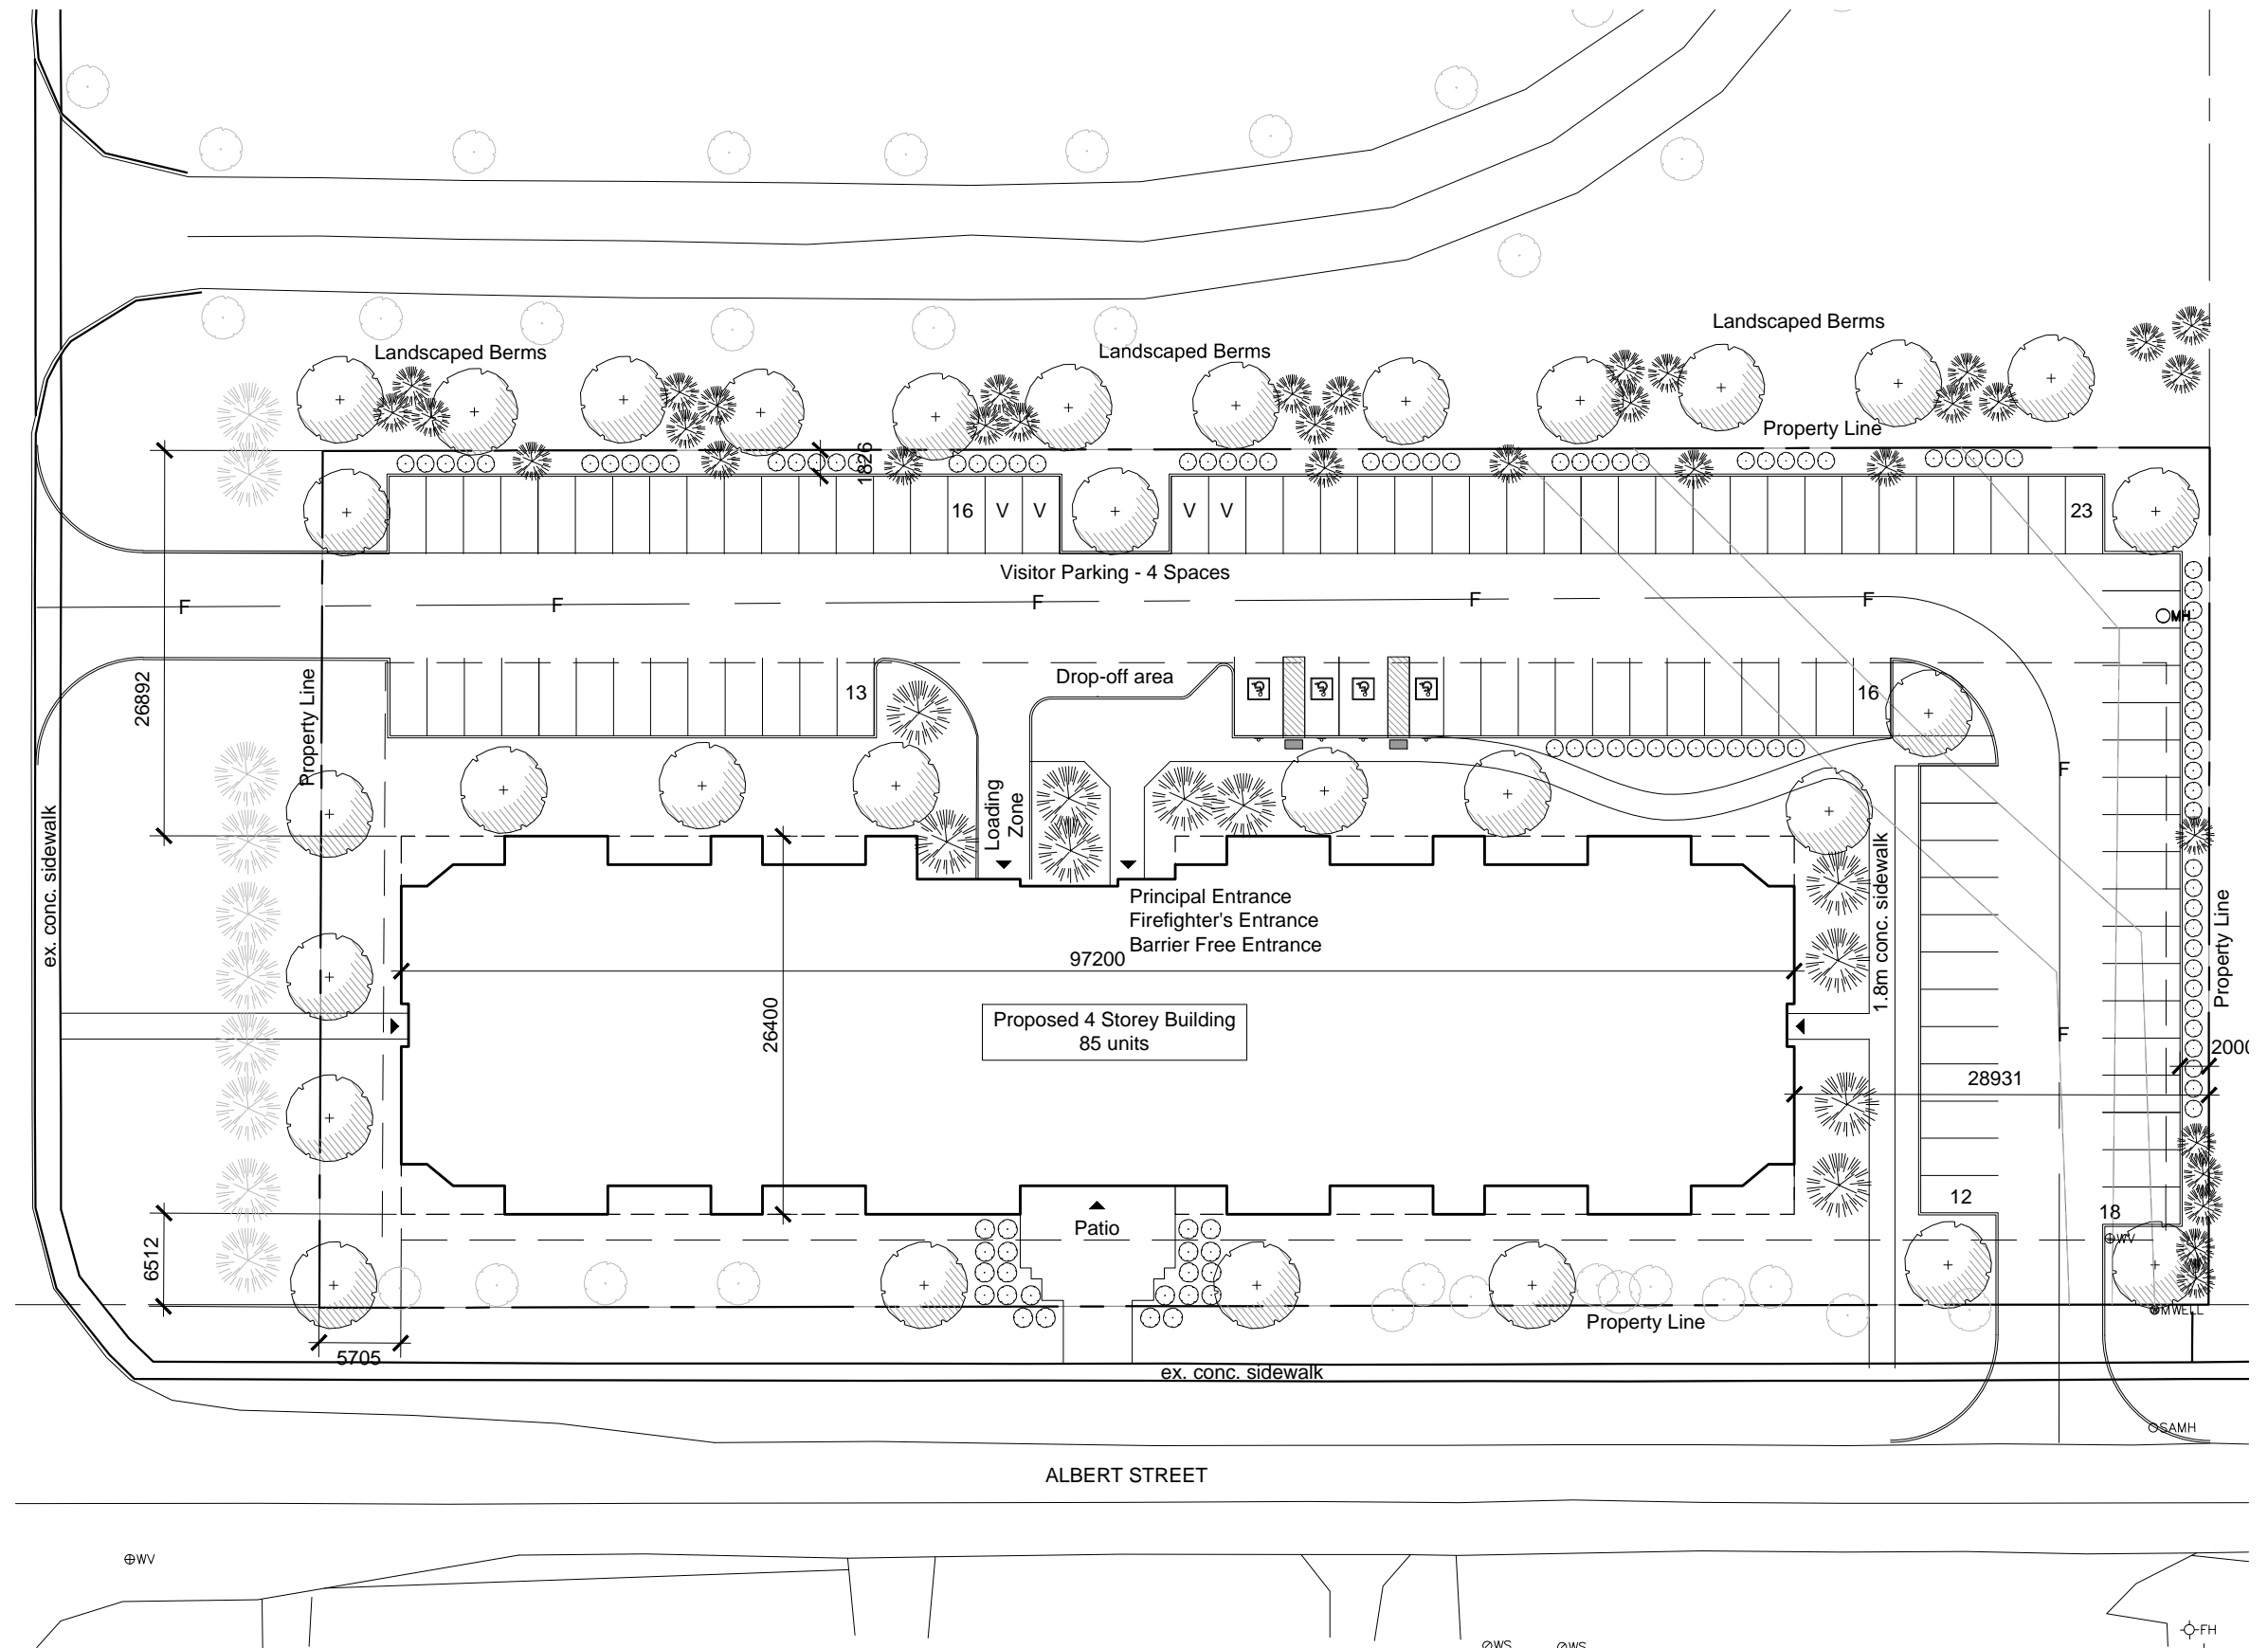 Landscaped Berms
Landscaped Berms
Landscaped Berms
Property Line
1826
16
V
V
V
V
23
Visitor Parking - 4 Spaces
F
F
F
F
F
MH
26892
Property Line
13
Drop-off area
16
Loading
Zone
F
ex. conc. sidewalk
1.8m conc. sidewalk
Property Line
Principal Entrance
Firefighter's Entrance
Barrier Free Entrance
97200
26400
Proposed 4 Storey Building
85 units
F
2000
28931
12
18
Patio
WV
6512
MWELL
Property Line
5705
ex. conc. sidewalk
SAMH
ALBERT STREET
WV
FH
WS
WS